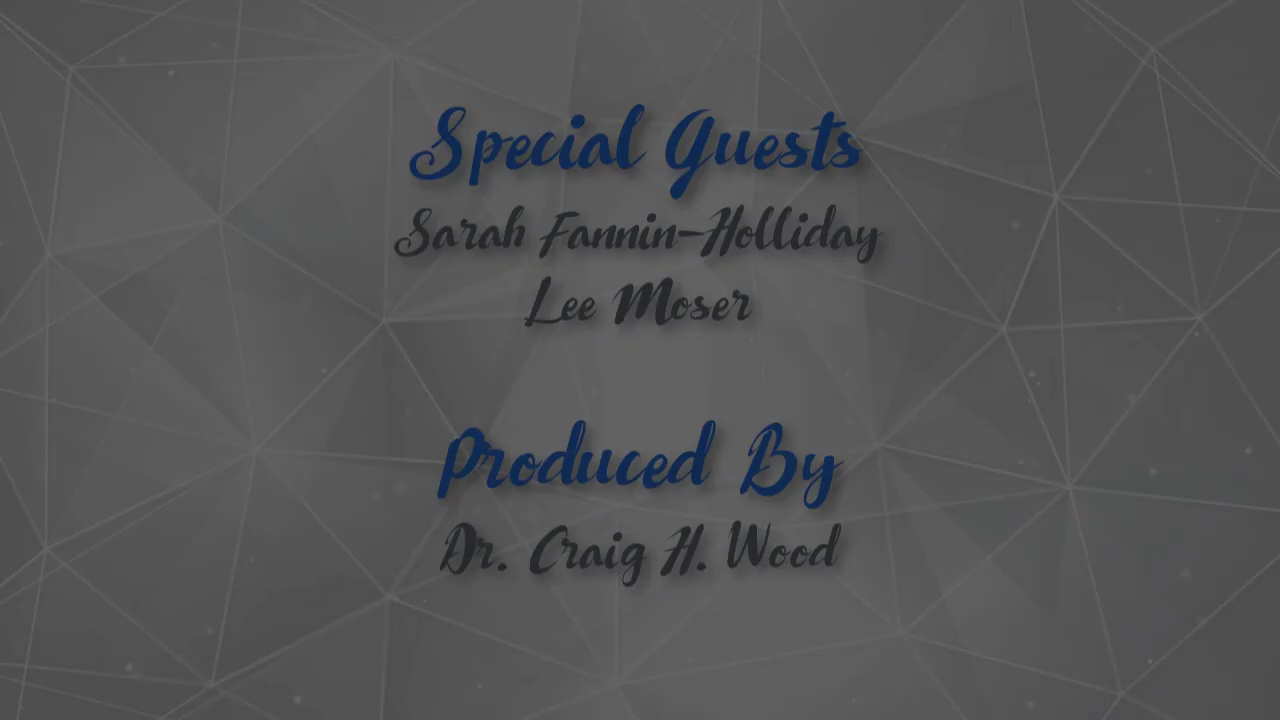 Special Guests
Sarah Fannin-Holliday
Lee Moser
Produced By
Dr. Craig H. Wood